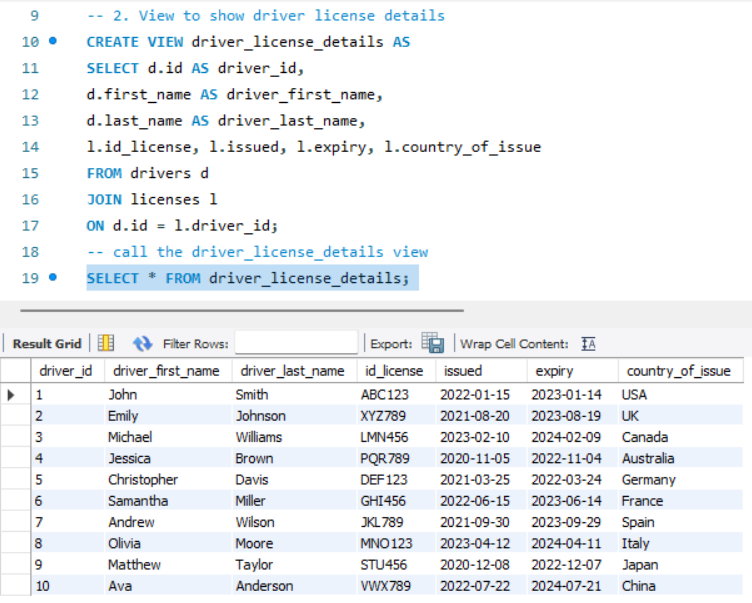 9 -- 2. View to show driver license details
10 CREATE VIEW driver_license_details AS
11 SELECT d.id AS driver_id,
12 d.first_name AS driver_first_name,
13 d.last_name AS driver_last_name,
14 l.id_license, l.issued, l.expiry, l.country_of_issue
15 FROM drivers d
16 JOIN licenses l
17 ON d.id = l.driver_id;
18 -- call the driver_license_details view
19 SELECT * FROM driver_license_details;
Result Grid Filter Rows: Export: Wrap Cell Content:
driver_id driver_first_name driver_last_name id_license issued expiry country_of_issue
1 John Smith ABC123 2022-01-15 2023-01-14 USA
2 Emily Johnson XYZ789 2021-08-20 2023-08-19 UK
3 Michael Williams LMN456 2023-02-10 2024-02-09 Canada
4 Jessica Brown PQR789 2020-11-05 2022-11-04 Australia
5 Christopher Davis DEF123 2021-03-25 2022-03-24 Germany
6 Samantha Miller GHI456 2022-06-15 2023-06-14 France
7 Andrew Wilson JKL789 2021-09-30 2023-09-29 Spain
8 Olivia Moore MNO123 2023-04-12 2024-04-11 Italy
9 Matthew Taylor STU456 2020-12-08 2022-12-07 Japan
10 Ava Anderson VWX789 2022-07-22 2024-07-21 China